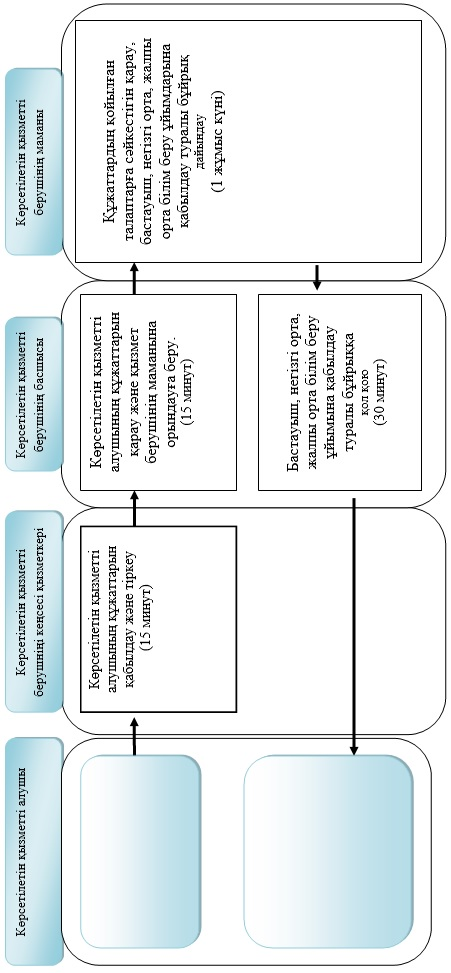 Көрсетілетін қызметті алушы
Көрсетілетін қызметті
берушініңі кеңсесі қызметкері
Көрсетілетін қызметті
берушінің басшысы
Көрсетілетін қызметті
берушінің маманы
Көрсетілетін қызметті
алушының құжаттарын
қабылдау және тіркеу
(15 минут)
Көрсетілетін қызметті
алушының құжаттарын
қарау және қызмет
берушінің маманына
орындауға беру.
(15 минут)
Құжаттардың қойылған
талаптарға сәйкестігін қарау,
бастауыш, негізгі орта, жалпы
орта білім беру ұйымдарына
қабылдау туралы бұйрық
дайындау
(1 жұмыс күні)
Бастауыш, негізгі орта,
жалпы орта білім беру
ұйымына қабылдау
туралы бұйрыққа
қол қою
(30 минут)